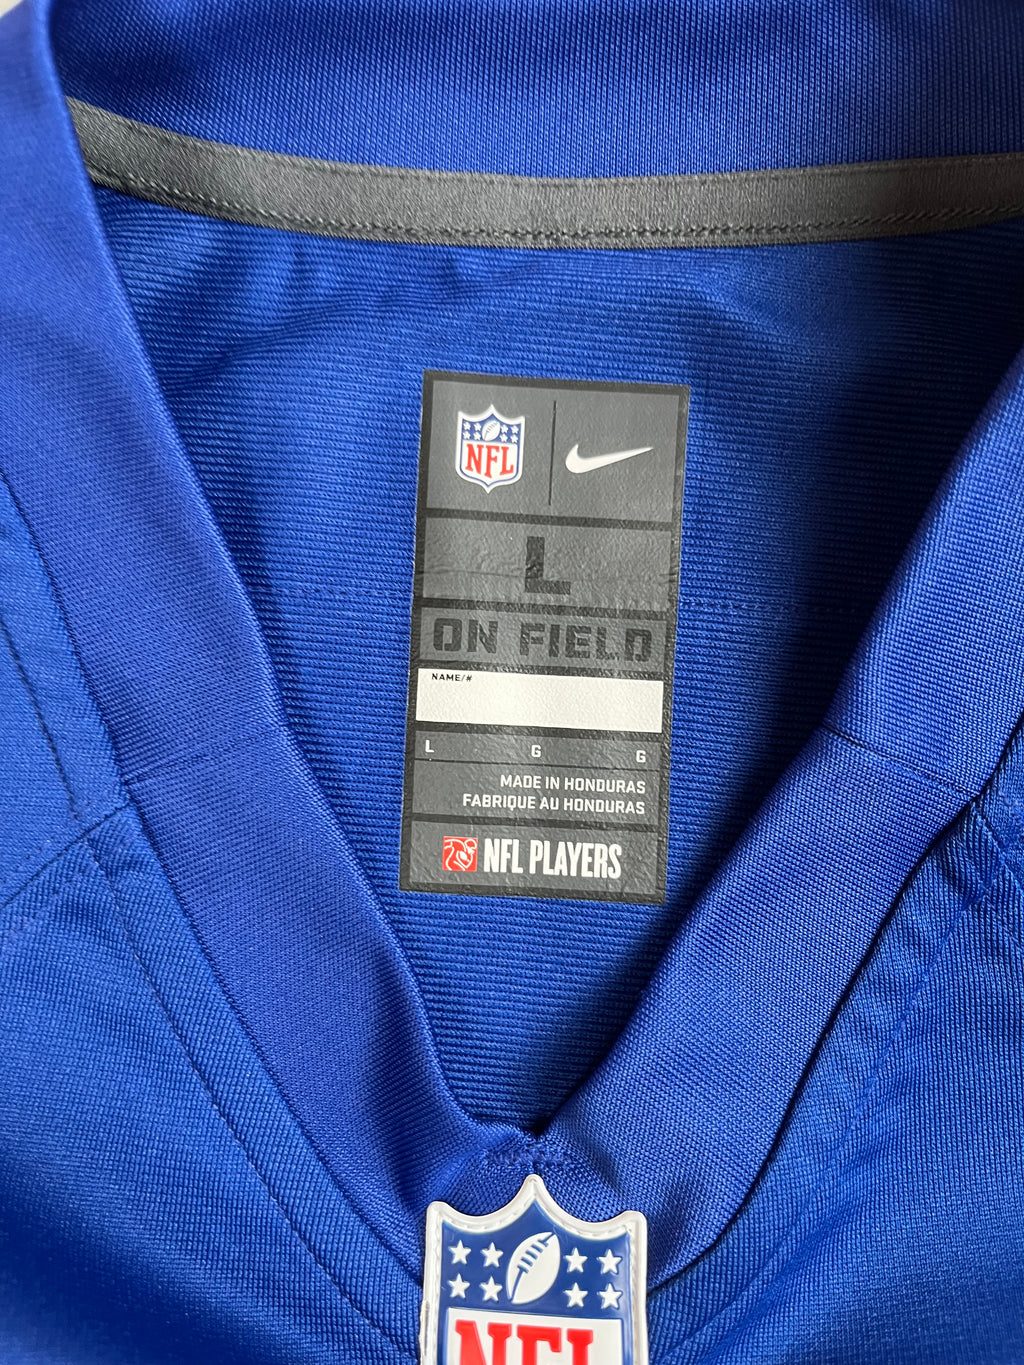 NFL
L
ON FIELD
NAME/#
L G G
MADE IN HONDURAS
FABRIQUE AU HONDURAS
NFL PLAYERS
NFL